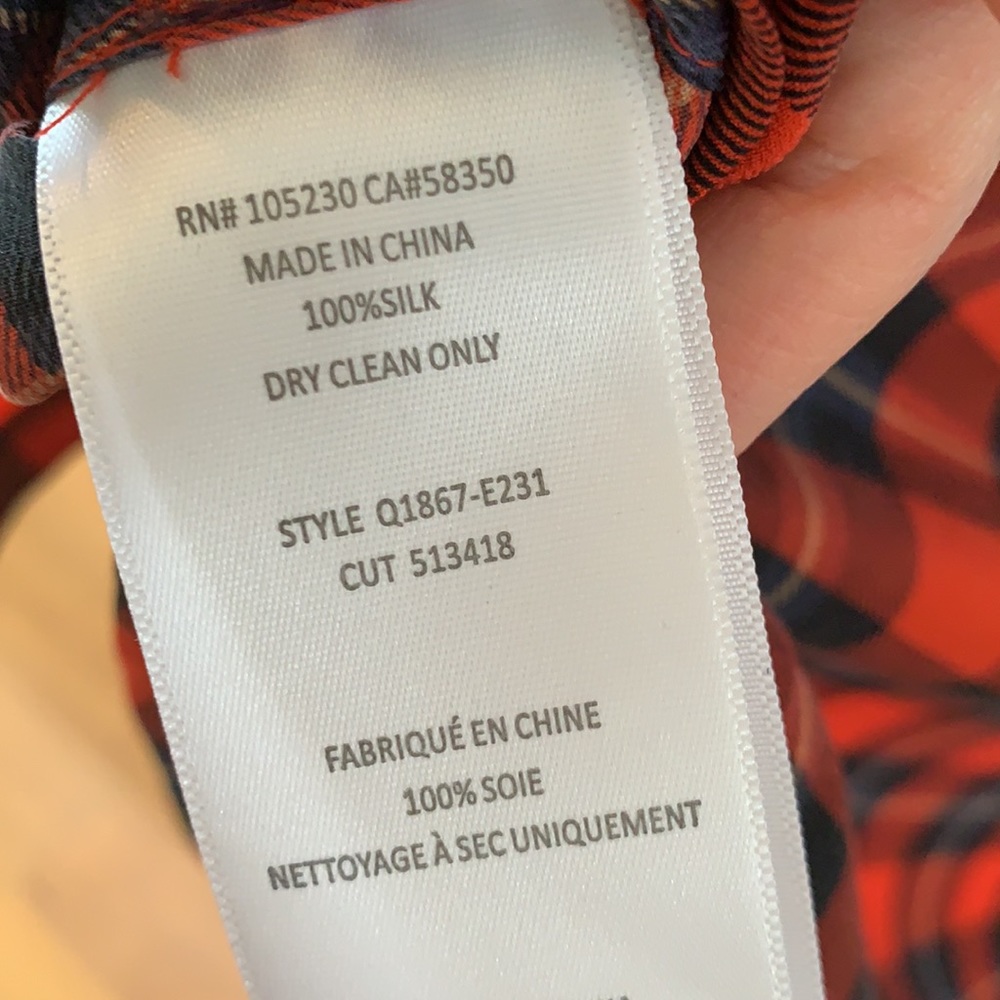 RN# 105230 CA#58350
MADE IN CHINA
100%SILK
DRY CLEAN ONLY
STYLE Q1867-E231
CUT 513418
FABRIQUÉ EN CHINE
100% SOIE
NETTOYAGE À SEC UNIQUEMENT